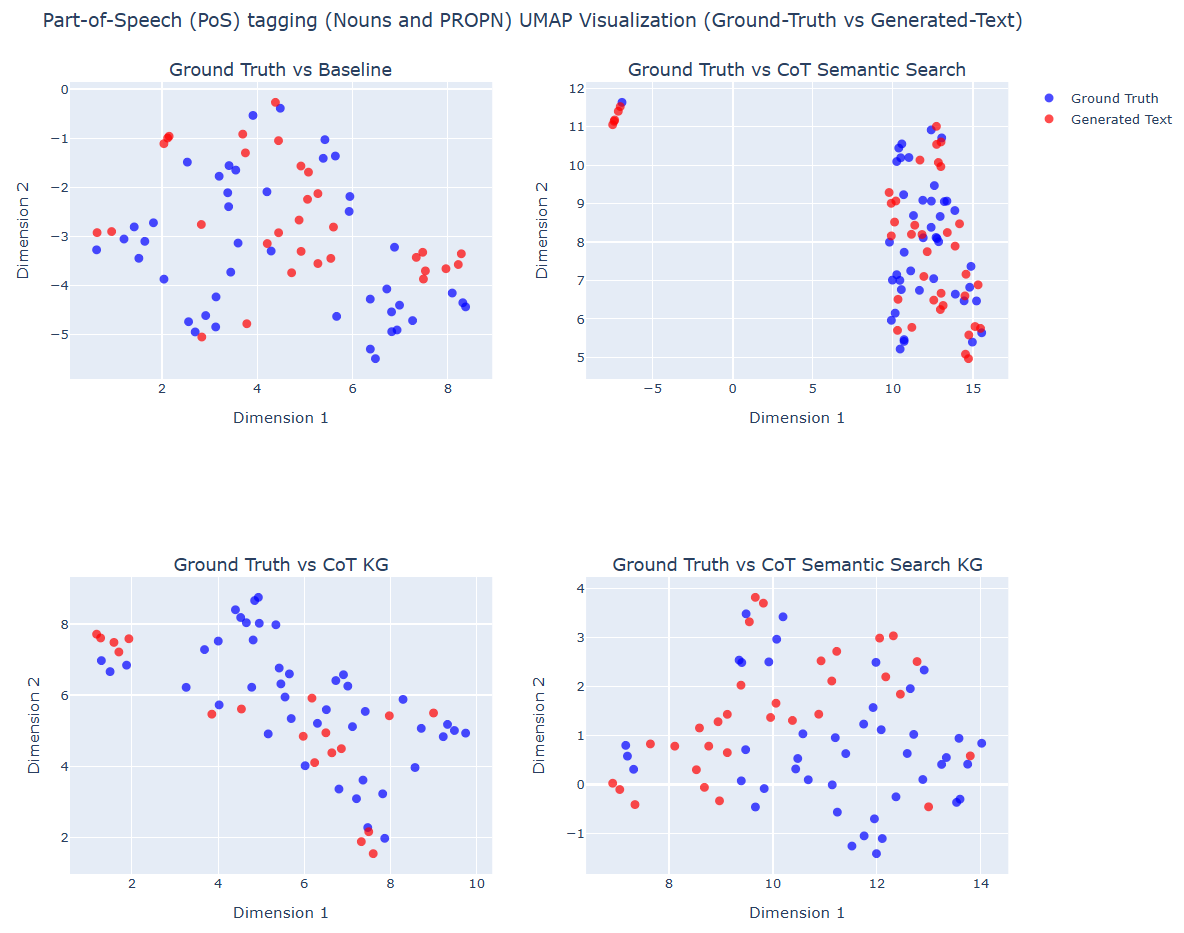 Part-of-Speech (PoS) tagging (Nouns and PROPN) UMAP Visualization (Ground-Truth vs Generated-Text)
Ground Truth vs Baseline
0
−1
−2
−3
−4
−5
Dimension 2
2 4 6 8
Dimension 1
Ground Truth vs CoT Semantic Search
12
11
10
9
8
7
6
5
Dimension 2
−5 0 5 10 15
Dimension 1
Ground Truth
Generated Text
Ground Truth vs CoT KG
8
6
4
2
Dimension 2
2 4 6 8 10
Dimension 1
Ground Truth vs CoT Semantic Search KG
4
3
2
1
0
−1
Dimension 2
8 10 12 14
Dimension 1